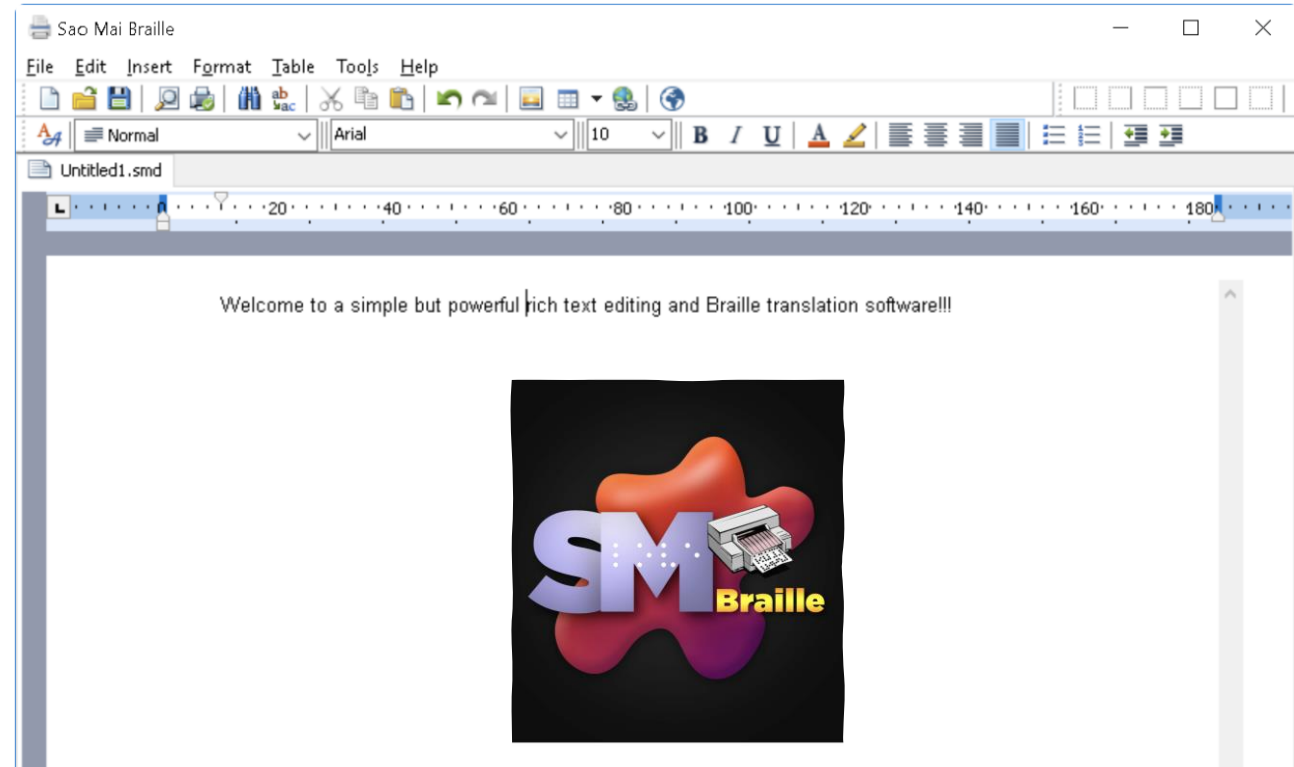 Sao Mai Braille
File Edit Insert Format Table Tools Help
ab
ac
Normal Arial 10 B I U A
Untitled1.smd
20 40 60 80 100 120 140 160 180
Welcome to a simple but powerful rich text editing and Braille translation software!!!
SM
Braille